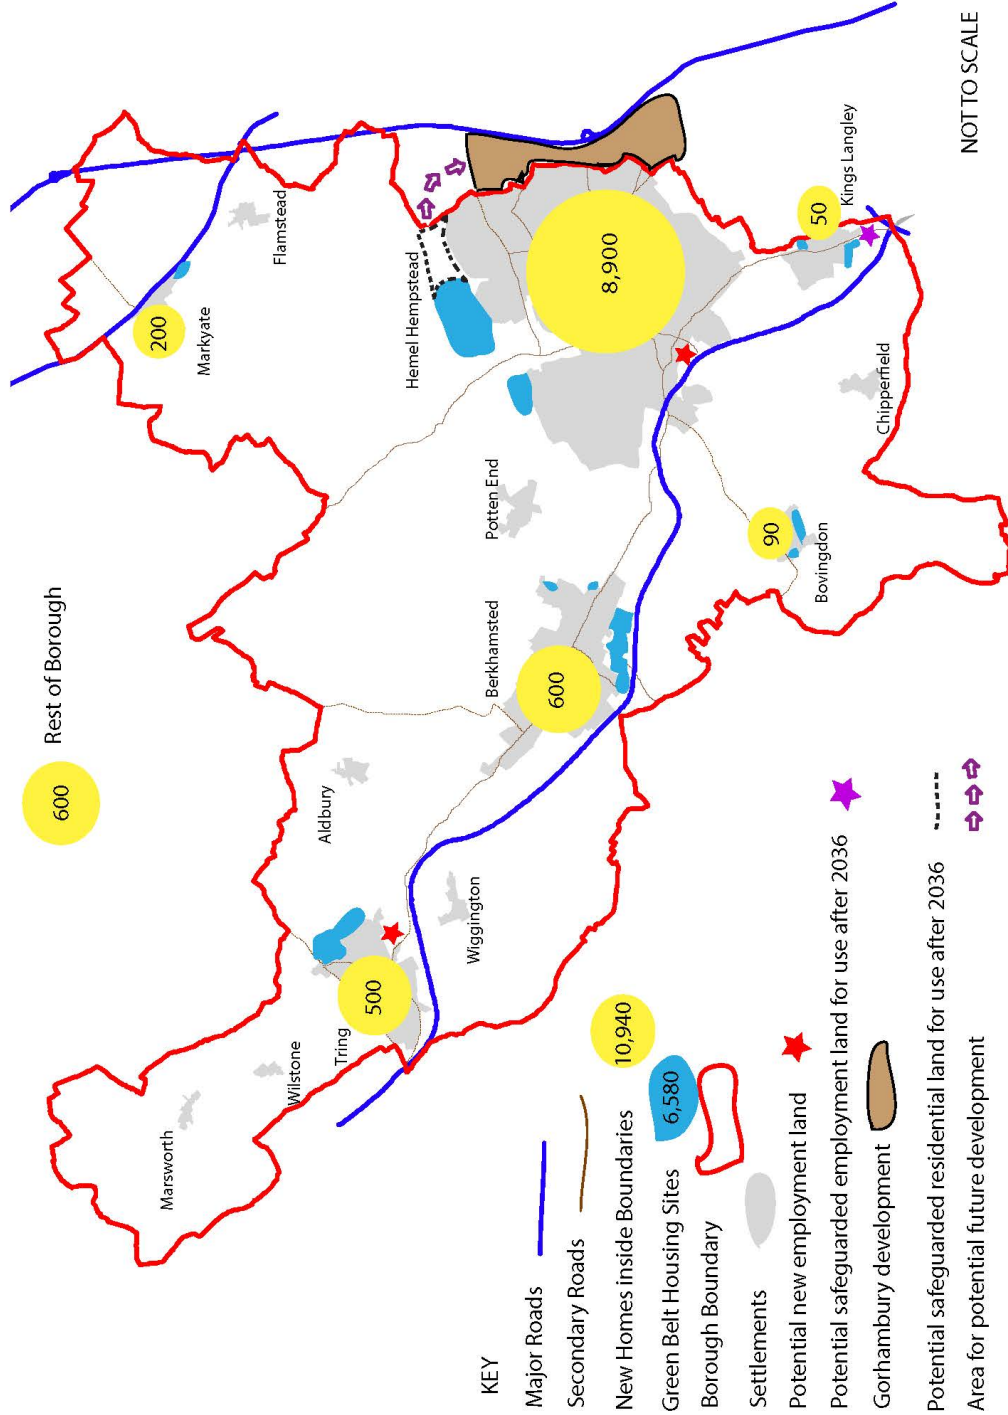 600
Rest of Borough
Marsworth
Wilstone
Tring
500
Aldbury
Wiggington
Berkhamsted
600
Potten End
Hemel Hempstead
8,900
200
Markyate
Flamstead
90
Bovingdon
Chipperfield
50
Kings Langley
KEY
Major Roads
Secondary Roads
New Homes inside Boundaries
10,940
Green Belt Housing Sites
6,580
Borough Boundary
Settlements
Potential new employment land
Potential safeguarded employment land for use after 2036
Gorhambury development
Potential safeguarded residential land for use after 2036
Area for potential future development
NOT TO SCALE